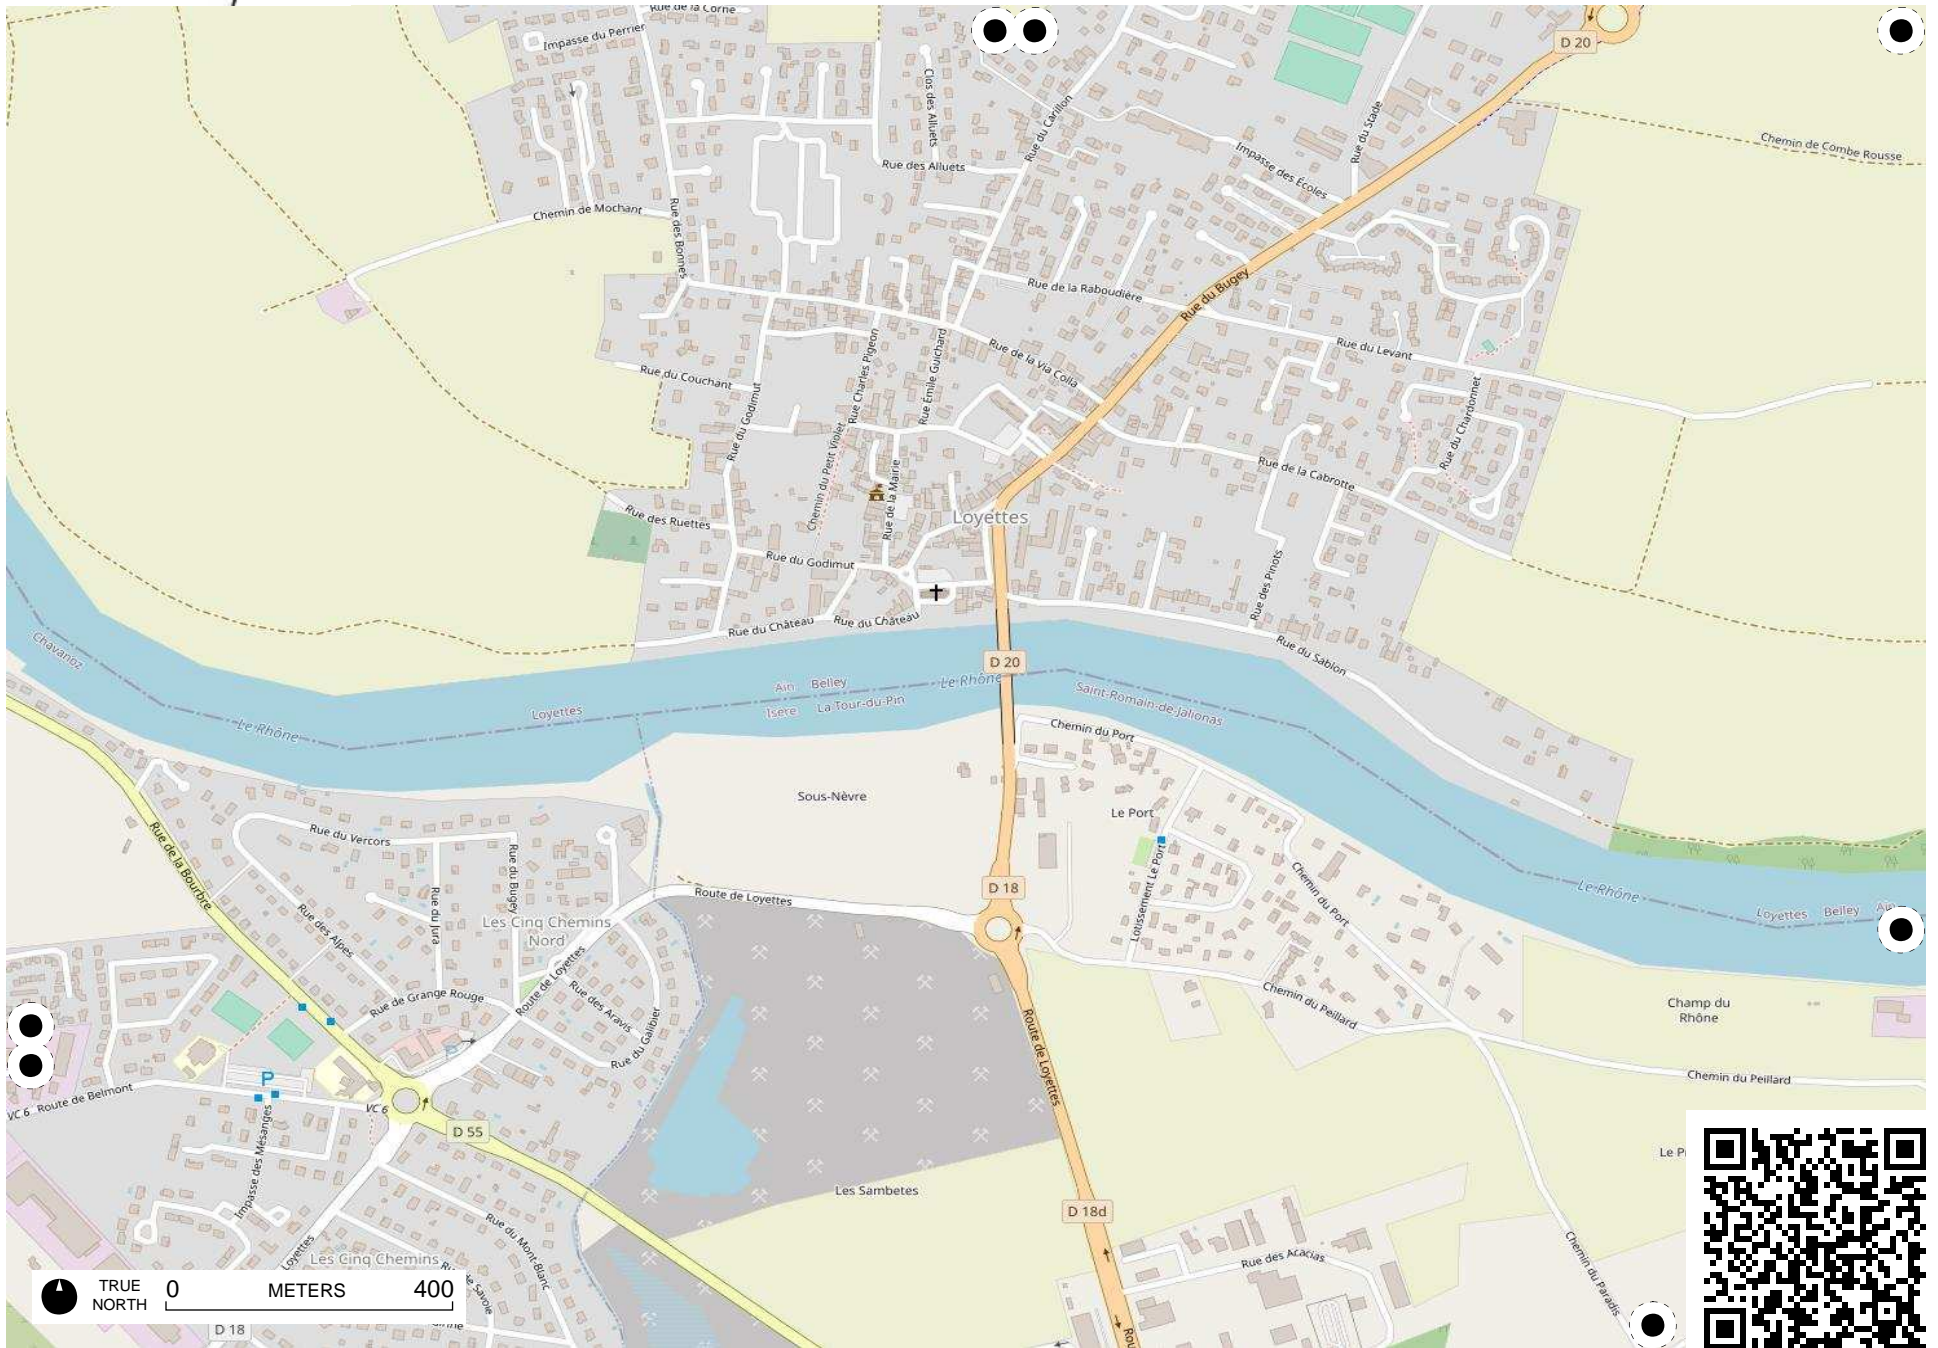 Rue de la Corne
Impasse du Perrier
D 20
Clos des Alluets
Rue du Carillon
Rue du Stade
Chemin de Combe Rousse
Rue des Alluets
Impasse des Écoles
Chemin de Mochant
Rue des Bonnes
Rue de la Raboudière
Rue du Bugey
Rue de la Via Colla
Rue du Levant
Rue du Couchant
Rue du Godimut
Rue Charles Pigeon
Rue Émile Guichard
Rue du Chardonnet
Chemin du Petit Violet
Rue de la Mairie
Rue de la Cabrotte
Rue des Ruettes
Loyettes
Rue du Godimut
Rue des Pinots
Rue du Château
Rue du Château
Rue du Sablon
Chavanoz
D 20
Ain Belley
Le Rhône
Isère La Tour-du-Pin
Saint-Romain-de-Jalionas
Loyettes
Le Rhône
Chemin du Port
Sous-Nèvre
Le Port
Rue de la Bourbre
Rue du Vercors
Rue du Bugey
Rue du Jura
Lotissement Le Port
Chemin du Port
D 18
Route de Loyettes
Le Rhône
Loyettes Belley Ain
Rue des Alpes
Les Cinq Chemins
Nord
Route de Loyettes
Rue de Grange Rouge
Rue des Aravis
Rue du Galibier
Chemin du Peillard
Champ du
Rhône
Route de Loyettes
P
P
VC 6 Route de Belmont
VC 6
Chemin du Peillard
D 55
Impasse des Mésanges
Le P
Les Sambetes
D 18d
Rue du Mont-Blanc
Rue des Acacias
Chemin du Paradis
Loyettes
Les Cinq Chemins
de Savoie
TRUE
NORTH
0 METERS 400
D 18
Rou